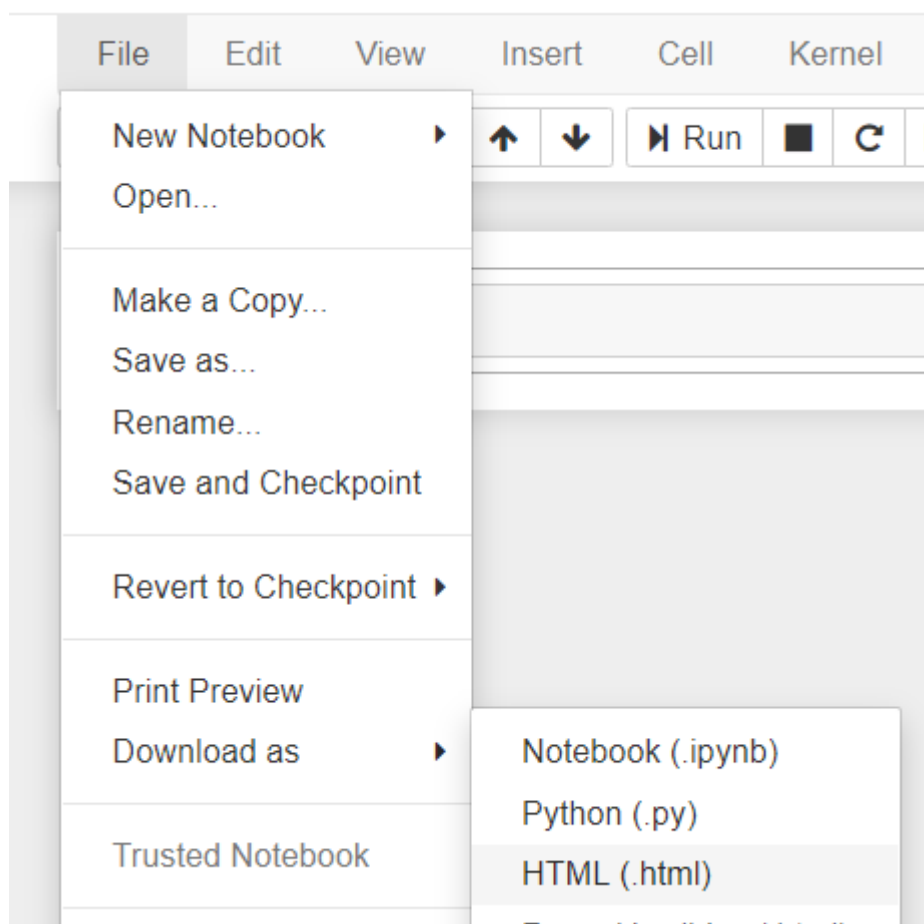 File Edit View Insert Cell Kernel
New Notebook
Run
Open...
Make a Copy...
Save as...
Rename...
Save and Checkpoint
Revert to Checkpoint
Print Preview
Download as
Notebook (.ipynb)
Python (.py)
Trusted Notebook
HTML (.html)